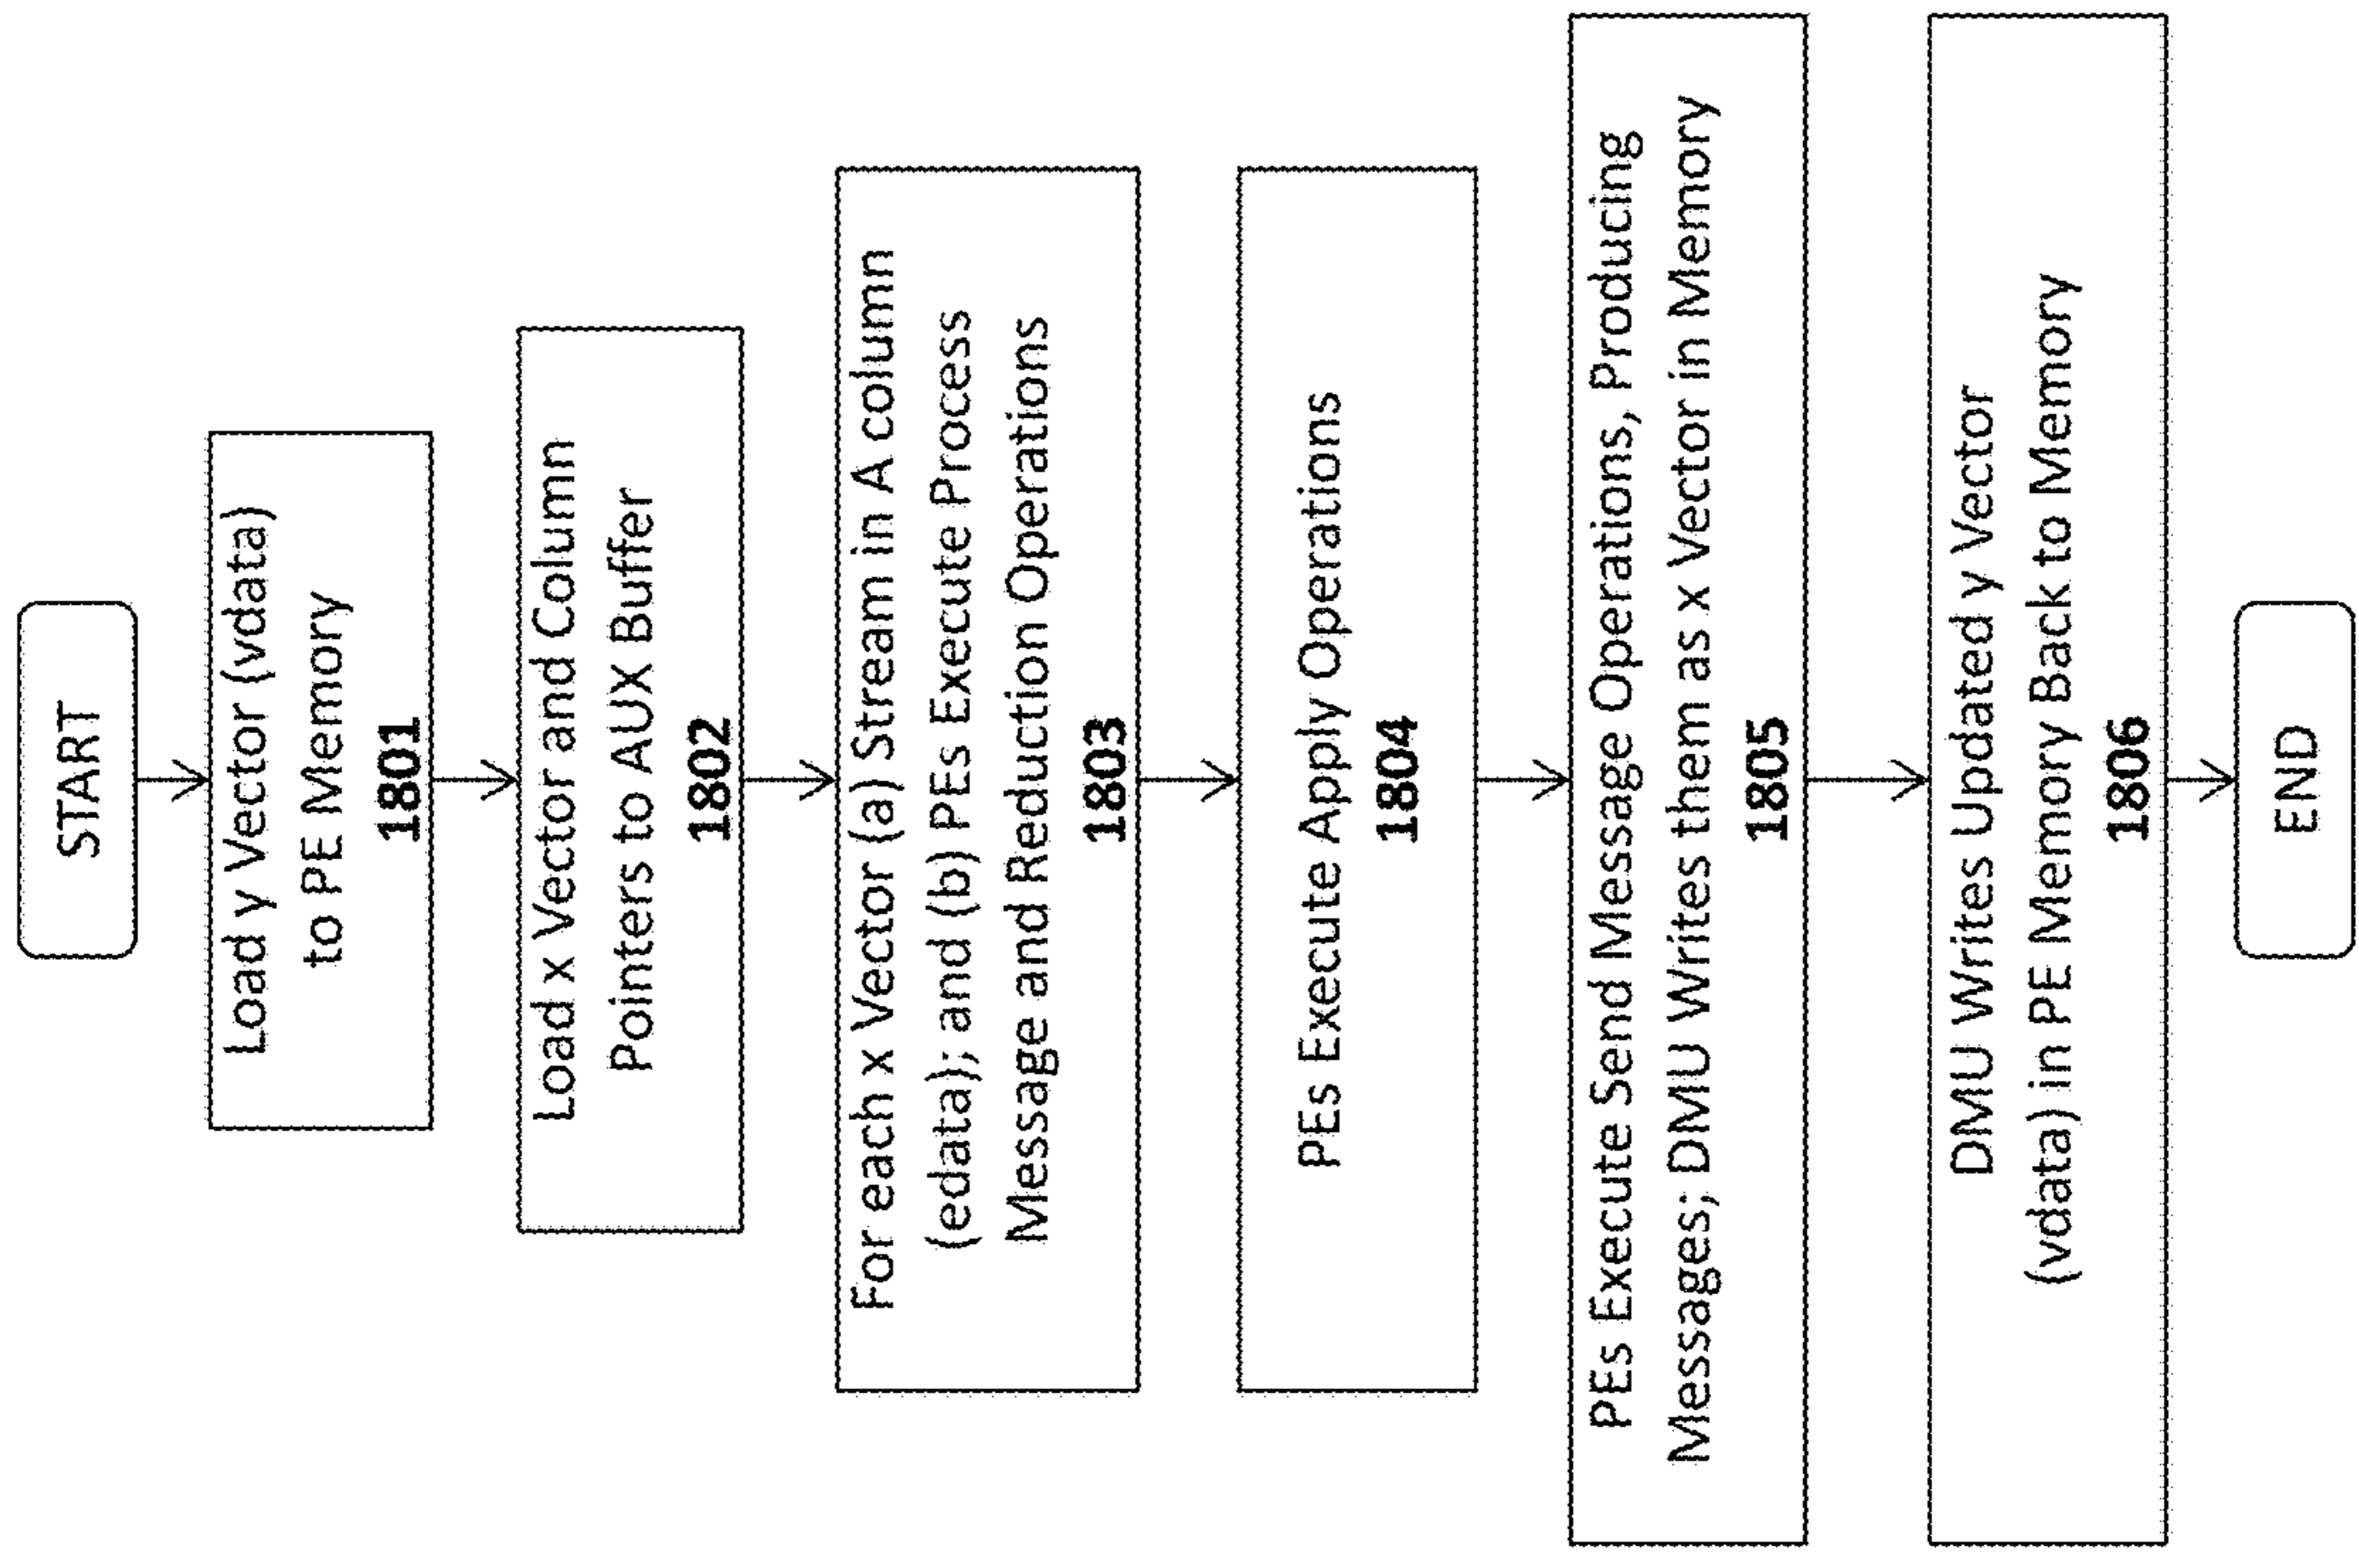 START
Load y Vector (vdata)
to PE Memory
1801
Load x Vector and Column
Pointers to AUX Buffer
1802
For each x Vector (a) Stream in A column
(edata); and (b) PEs Execute Process
Message and Reduction Operations
1803
PEs Execute Apply Operations
1804
PEs Execute Send Message Operations, Producing
Messages; DMU Writes them as x Vector in Memory
1805
DMU Writes Updated y Vector
(vdata) in PE Memory Back to Memory
1806
END